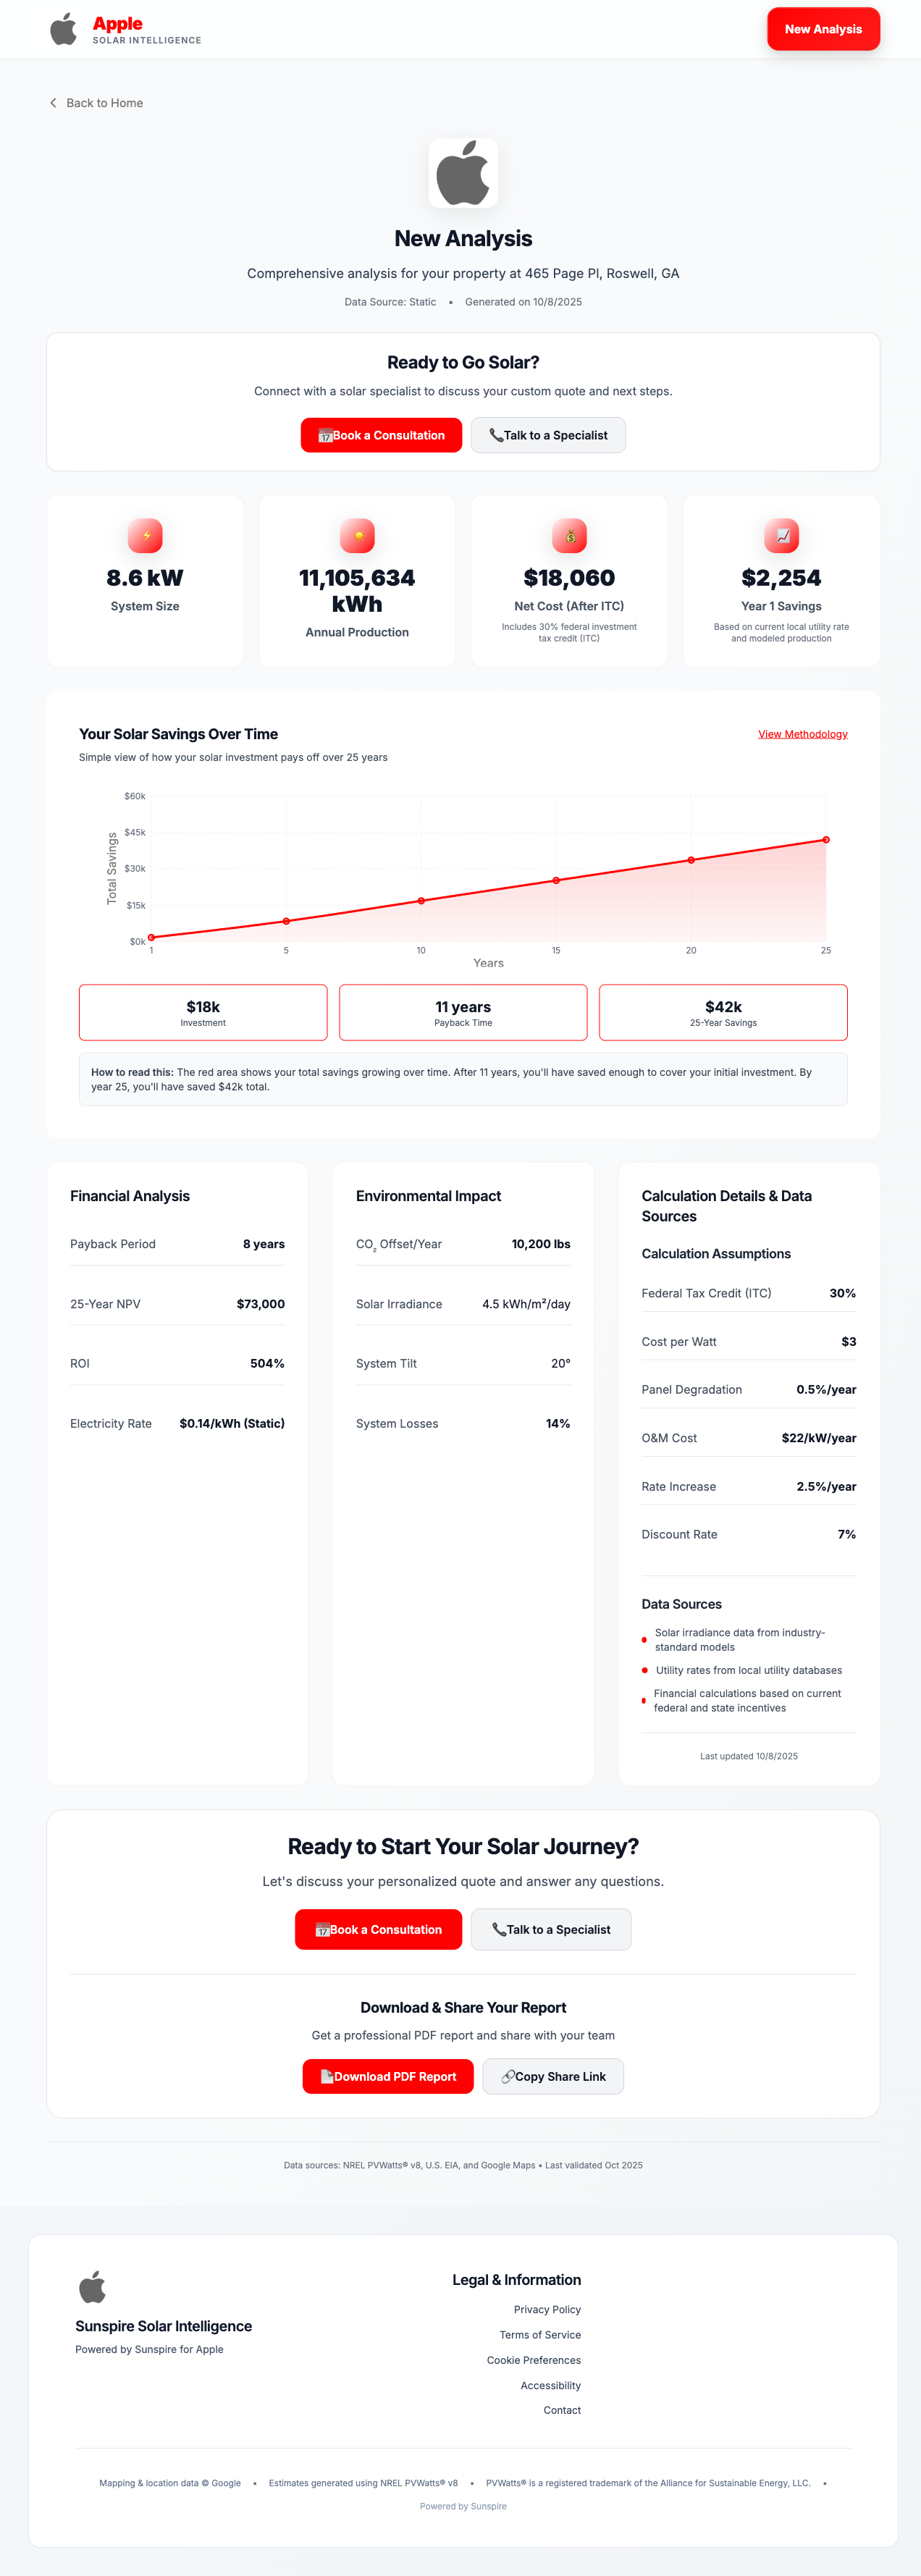 Apple
SOLAR INTELLIGENCE
New Analysis
Back to Home
New Analysis
Comprehensive analysis for your property at 465 Page Pl, Roswell, GA
Data Source: Static • Generated on 10/8/2025
Ready to Go Solar?
Connect with a solar specialist to discuss your custom quote and next steps.
📅Book a Consultation
📞Talk to a Specialist
8.6 kW
System Size
11,105,634
kWh
Annual Production
$18,060
Net Cost (After ITC)
Includes 30% federal investment
tax credit (ITC)
$2,254
Year 1 Savings
Based on current local utility rate
and modeled production
Your Solar Savings Over Time
View Methodology
Simple view of how your solar investment pays off over 25 years
$60k
$45k
$30k
$15k
$0k
Total Savings
1 5 10 15 20 25
Years
$18k
Investment
11 years
Payback Time
$42k
25-Year Savings
How to read this: The red area shows your total savings growing over time. After 11 years, you'll have saved enough to cover your initial investment. By
year 25, you'll have saved $42k total.
Financial Analysis
Payback Period 8 years
25-Year NPV $73,000
ROI 504%
Electricity Rate $0.14/kWh (Static)
Environmental Impact
CO₂ Offset/Year 10,200 lbs
Solar Irradiance 4.5 kWh/m²/day
System Tilt 20°
System Losses 14%
Calculation Details & Data
Sources
Calculation Assumptions
Federal Tax Credit (ITC) 30%
Cost per Watt $3
Panel Degradation 0.5%/year
O&M Cost $22/kW/year
Rate Increase 2.5%/year
Discount Rate 7%
Data Sources
Solar irradiance data from industry-
standard models
Utility rates from local utility databases
Financial calculations based on current
federal and state incentives
Last updated 10/8/2025
Ready to Start Your Solar Journey?
Let's discuss your personalized quote and answer any questions.
📅Book a Consultation
📞Talk to a Specialist
Download & Share Your Report
Get a professional PDF report and share with your team
📄Download PDF Report
🔗Copy Share Link
Data sources: NREL PVWatts® v8, U.S. EIA, and Google Maps • Last validated Oct 2025
Sunspire Solar Intelligence
Powered by Sunspire for Apple
Legal & Information
Privacy Policy
Terms of Service
Cookie Preferences
Accessibility
Contact
Mapping & location data © Google • Estimates generated using NREL PVWatts® v8 • PVWatts® is a registered trademark of the Alliance for Sustainable Energy, LLC. •
Powered by Sunspire